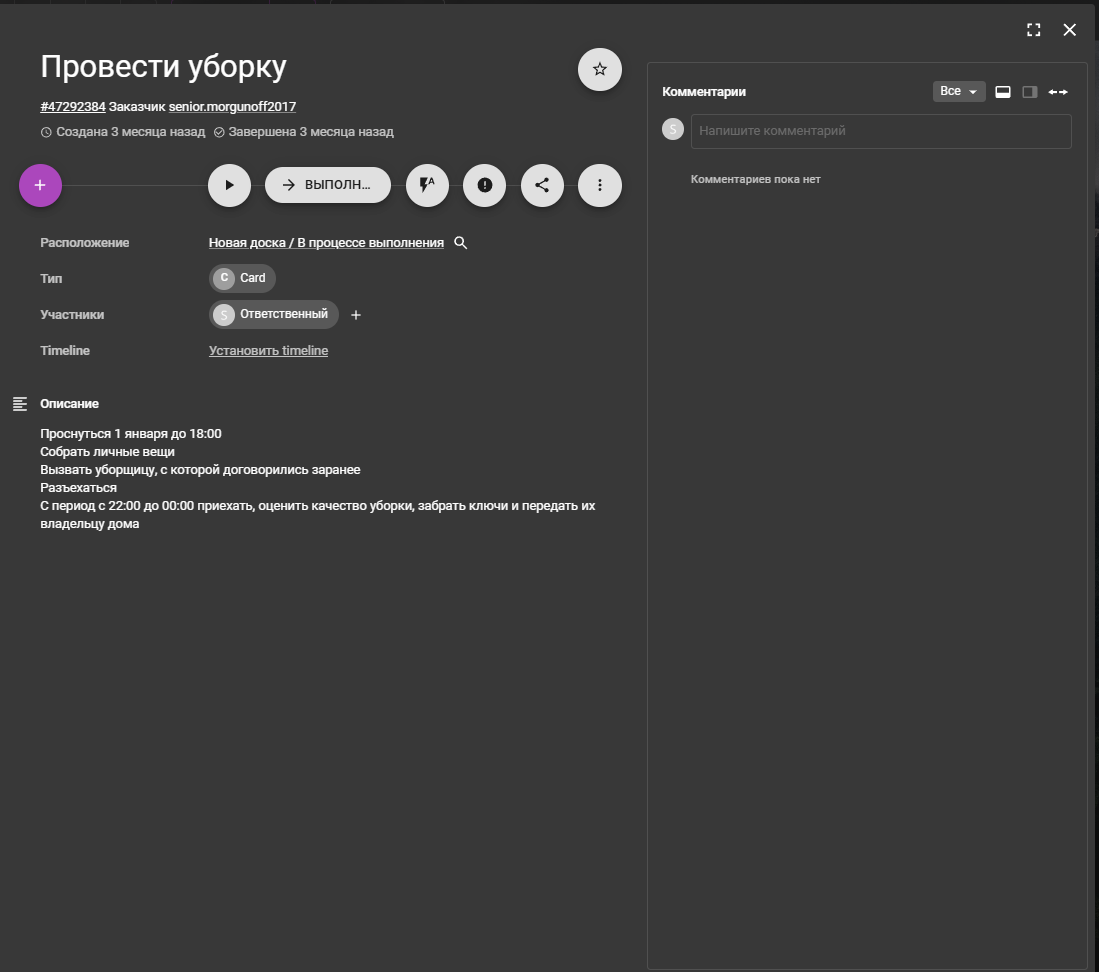 Провести уборку
#47292384 Заказчик senior.morgunoff2017
Создана 3 месяца назад Завершена 3 месяца назад
ВЫПОЛН...
Расположение Новая доска / В процессе выполнения
Тип C Card
Участники S Ответственный
Timeline Установить timeline
Описание
Проснуться 1 января до 18:00
Собрать личные вещи
Вызвать уборщицу, с которой договорились заранее
Разъехаться
С период с 22:00 до 00:00 приехать, оценить качество уборки, забрать ключи и передать их
владельцу дома
Комментарии Все
S Напишите комментарий
Комментариев пока нет